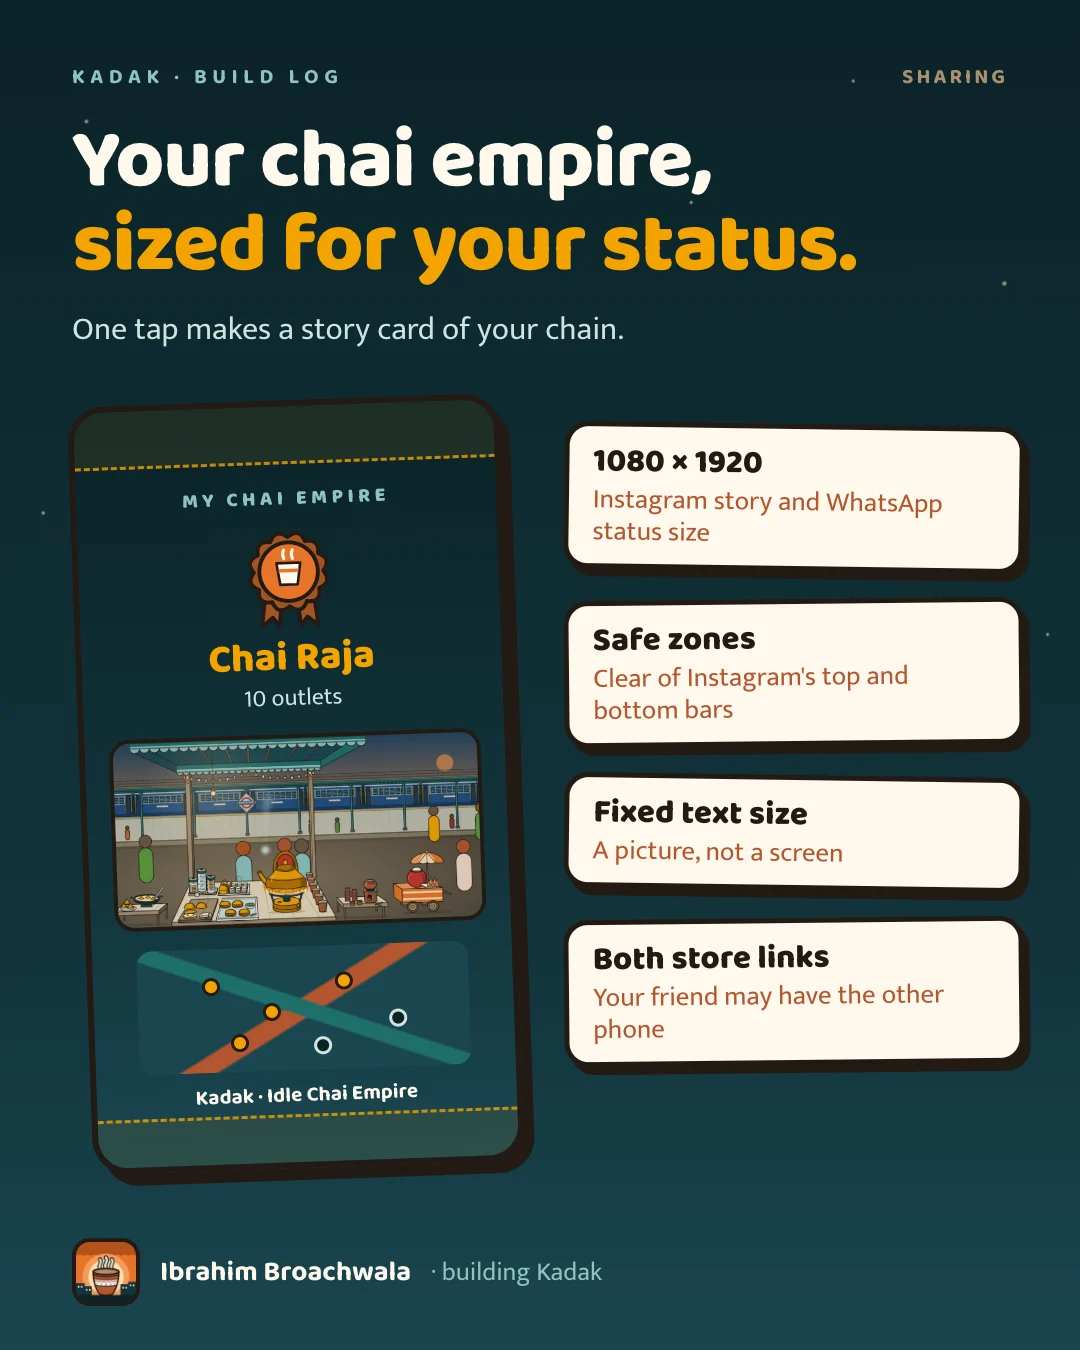 KADAK · BUILD LOG
SHARING
Your chai empire,
sized for your status.
One tap makes a story card of your chain.
MY CHAI EMPIRE
Chai Raja
10 outlets
Kadak · Idle Chai Empire
1080 × 1920
Instagram story and WhatsApp
status size
Safe zones
Clear of Instagram's top and
bottom bars
Fixed text size
A picture, not a screen
Both store links
Your friend may have the other
phone
Ibrahim Broachwala · building Kadak